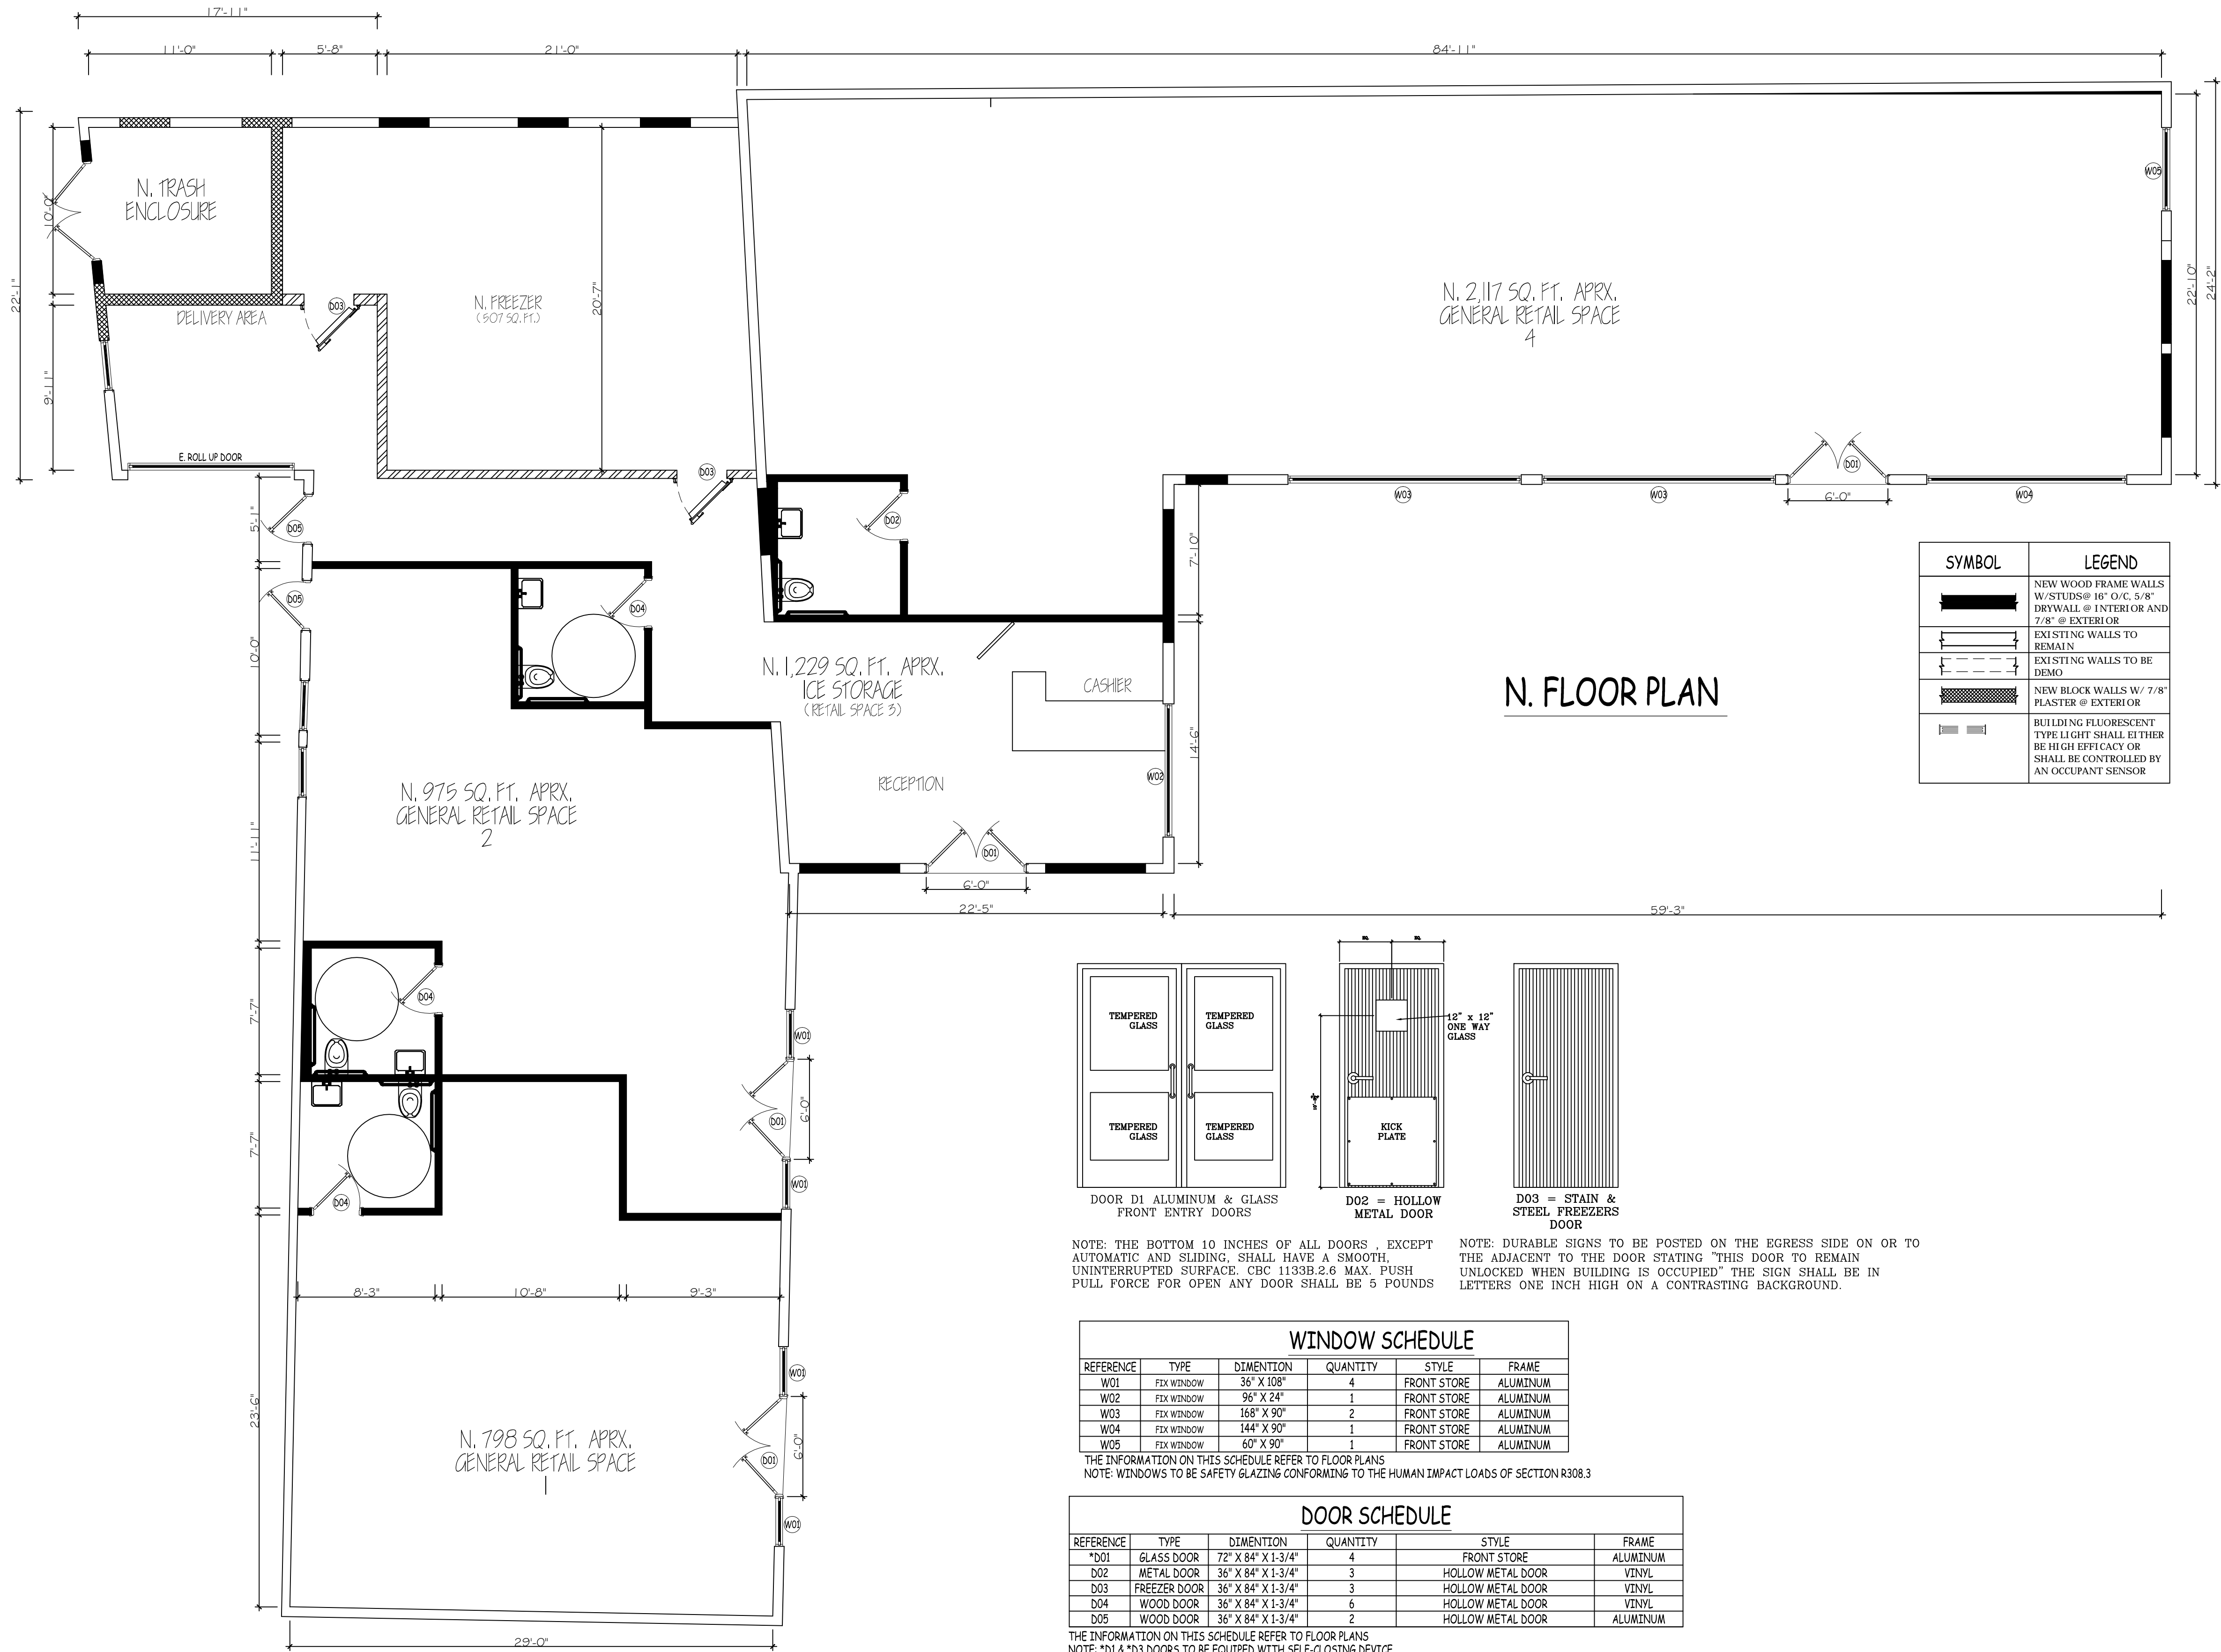 17'-11"
11'-0"
5'-8"
21'-0"
84'-11"
22'-1"
10'-0"
9'-11"
N. TRASH
ENCLOSURE
DELIVERY AREA
D03
N. FREEZER
(507 SQ. FT.)
20'-7"
N. 2,117 SQ. FT. APRX.
GENERAL RETAIL SPACE
4
W05
22'-10"
24'-2"
E. ROLL UP DOOR
D03
D01
6'-0"
W03
W03
W04
5'-1"
D05
D05
D02
D04
7'-10"
10'-0"
N. 1,229 SQ. FT. APRX.
ICE STORAGE
(RETAIL SPACE 3)
CASHIER
RECEPTION
W02
14'-6"
D01
6'-0"
22'-5"
59'-3"
N. FLOOR PLAN
SYMBOL
LEGEND
NEW WOOD FRAME WALLS
W/STUDS@ 16" O/C, 5/8"
DRYWALL @ INTERIOR AND
7/8" @ EXTERIOR
EXISTING WALLS TO
REMAIN
EXISTING WALLS TO BE
DEMO
NEW BLOCK WALLS W/ 7/8"
PLASTER @ EXTERIOR
BUILDING FLUORESCENT
TYPE LIGHT SHALL EITHER
BE HIGH EFFICACY OR
SHALL BE CONTROLLED BY
AN OCCUPANT SENSOR
N. 975 SQ. FT. APRX.
GENERAL RETAIL SPACE
2
11'-11"
7'-7"
7'-7"
D04
D04
W01
D01
6'-0"
W01
8'-3"
10'-8"
9'-3"
23'-6"
W01
D01
6'-0"
W01
N. 798 SQ. FT. APRX.
GENERAL RETAIL SPACE
1
29'-0"
TEMPERED
GLASS
TEMPERED
GLASS
TEMPERED
GLASS
TEMPERED
GLASS
DOOR D1 ALUMINUM & GLASS
FRONT ENTRY DOORS
12" x 12"
ONE WAY
GLASS
KICK
PLATE
D02 = HOLLOW
METAL DOOR
D03 = STAIN &
STEEL FREEZERS
DOOR
NOTE: THE BOTTOM 10 INCHES OF ALL DOORS , EXCEPT
AUTOMATIC AND SLIDING, SHALL HAVE A SMOOTH,
UNINTERRUPTED SURFACE. CBC 1133B.2.6 MAX. PUSH
PULL FORCE FOR OPEN ANY DOOR SHALL BE 5 POUNDS
NOTE: DURABLE SIGNS TO BE POSTED ON THE EGRESS SIDE ON OR TO
THE ADJACENT TO THE DOOR STATING "THIS DOOR TO REMAIN
UNLOCKED WHEN BUILDING IS OCCUPIED" THE SIGN SHALL BE IN
LETTERS ONE INCH HIGH ON A CONTRASTING BACKGROUND.
WINDOW SCHEDULE
REFERENCE TYPE DIMENTION QUANTITY STYLE FRAME
W01 FIX WINDOW 36" X 108" 4 FRONT STORE ALUMINUM
W02 FIX WINDOW 96" X 24" 1 FRONT STORE ALUMINUM
W03 FIX WINDOW 168" X 90" 2 FRONT STORE ALUMINUM
W04 FIX WINDOW 144" X 90" 1 FRONT STORE ALUMINUM
W05 FIX WINDOW 60" X 90" 1 FRONT STORE ALUMINUM
THE INFORMATION ON THIS SCHEDULE REFER TO FLOOR PLANS
NOTE: WINDOWS TO BE SAFETY GLAZING CONFORMING TO THE HUMAN IMPACT LOADS OF SECTION R308.3
DOOR SCHEDULE
REFERENCE TYPE DIMENTION QUANTITY STYLE FRAME
*D01 GLASS DOOR 72" X 84" X 1-3/4" 4 FRONT STORE ALUMINUM
D02 METAL DOOR 36" X 84" X 1-3/4" 3 HOLLOW METAL DOOR VINYL
D03 FREEZER DOOR 36" X 84" X 1-3/4" 3 HOLLOW METAL DOOR VINYL
D04 WOOD DOOR 36" X 84" X 1-3/4" 6 HOLLOW METAL DOOR VINYL
D05 WOOD DOOR 36" X 84" X 1-3/4" 2 HOLLOW METAL DOOR ALUMINUM
THE INFORMATION ON THIS SCHEDULE REFER TO FLOOR PLANS
NOTE: *D1 & *D3 DOORS TO BE EQUIPED WITH SELF-CLOSING DEVICE